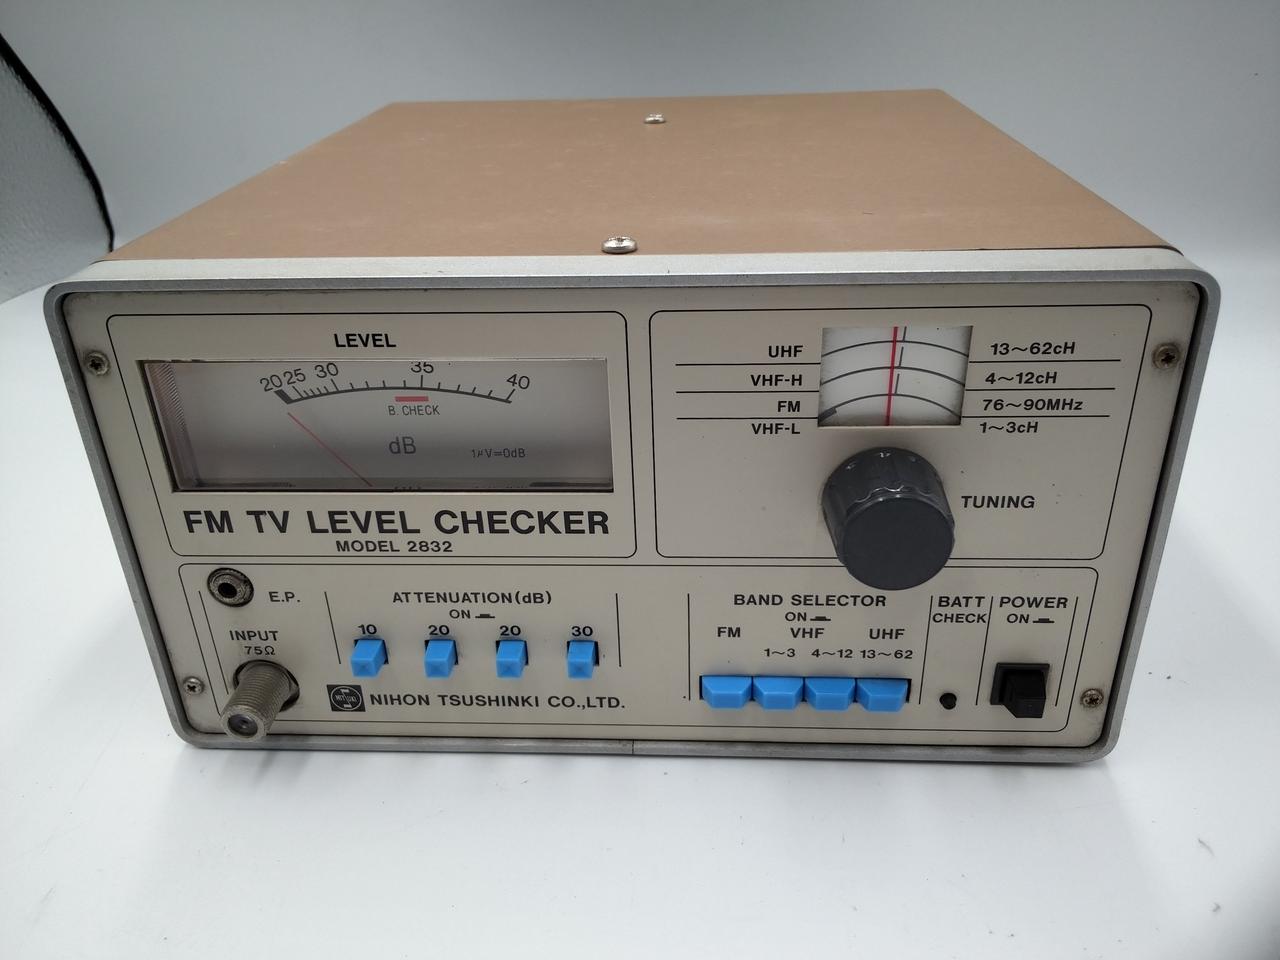 LEVEL
20 25 30 35 40
B. CHECK
dB
1μV=0dB
FM TV LEVEL CHECKER
MODEL 2832
UHF 13~62cH
VHF-H 4~12cH
FM 76~90MHz
VHF-L 1~3cH
TUNING
E.P.
INPUT
75Ω
ATTENUATION(dB)
ON
10 20 20 30
NIHON TSUSHINKI CO.,LTD.
BAND SELECTOR
ON
FM VHF UHF
1~3 4~12 13~62
BATT
CHECK
POWER
ON